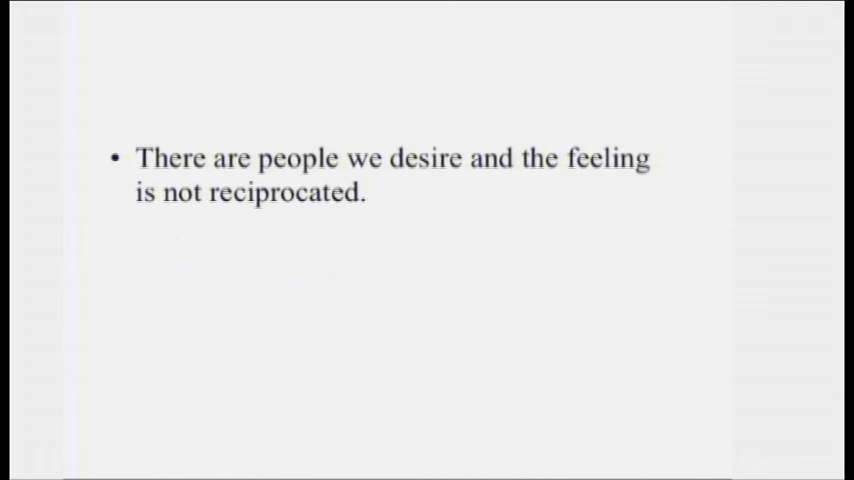 • There are people we desire and the feeling
is not reciprocated.